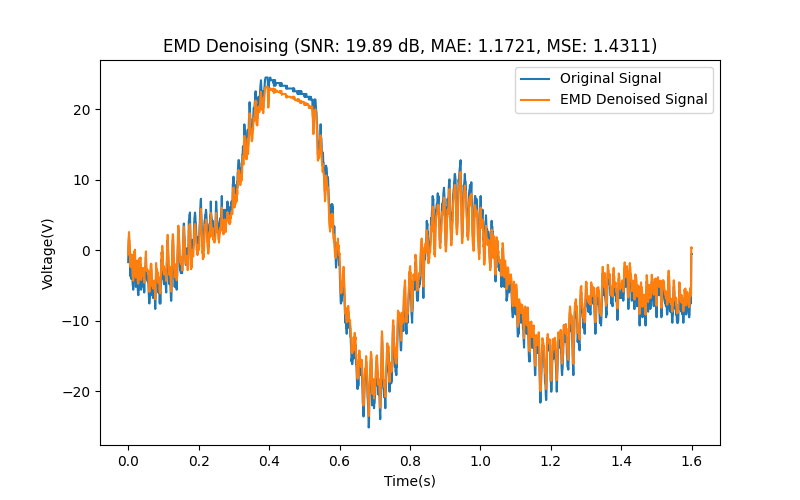 EMD Denoising (SNR: 19.89 dB, MAE: 1.1721, MSE: 1.4311)
Original Signal
EMD Denoised Signal
Voltage(V)
20
10
0
−10
−20
0.0 0.2 0.4 0.6 0.8 1.0 1.2 1.4 1.6
Time(s)